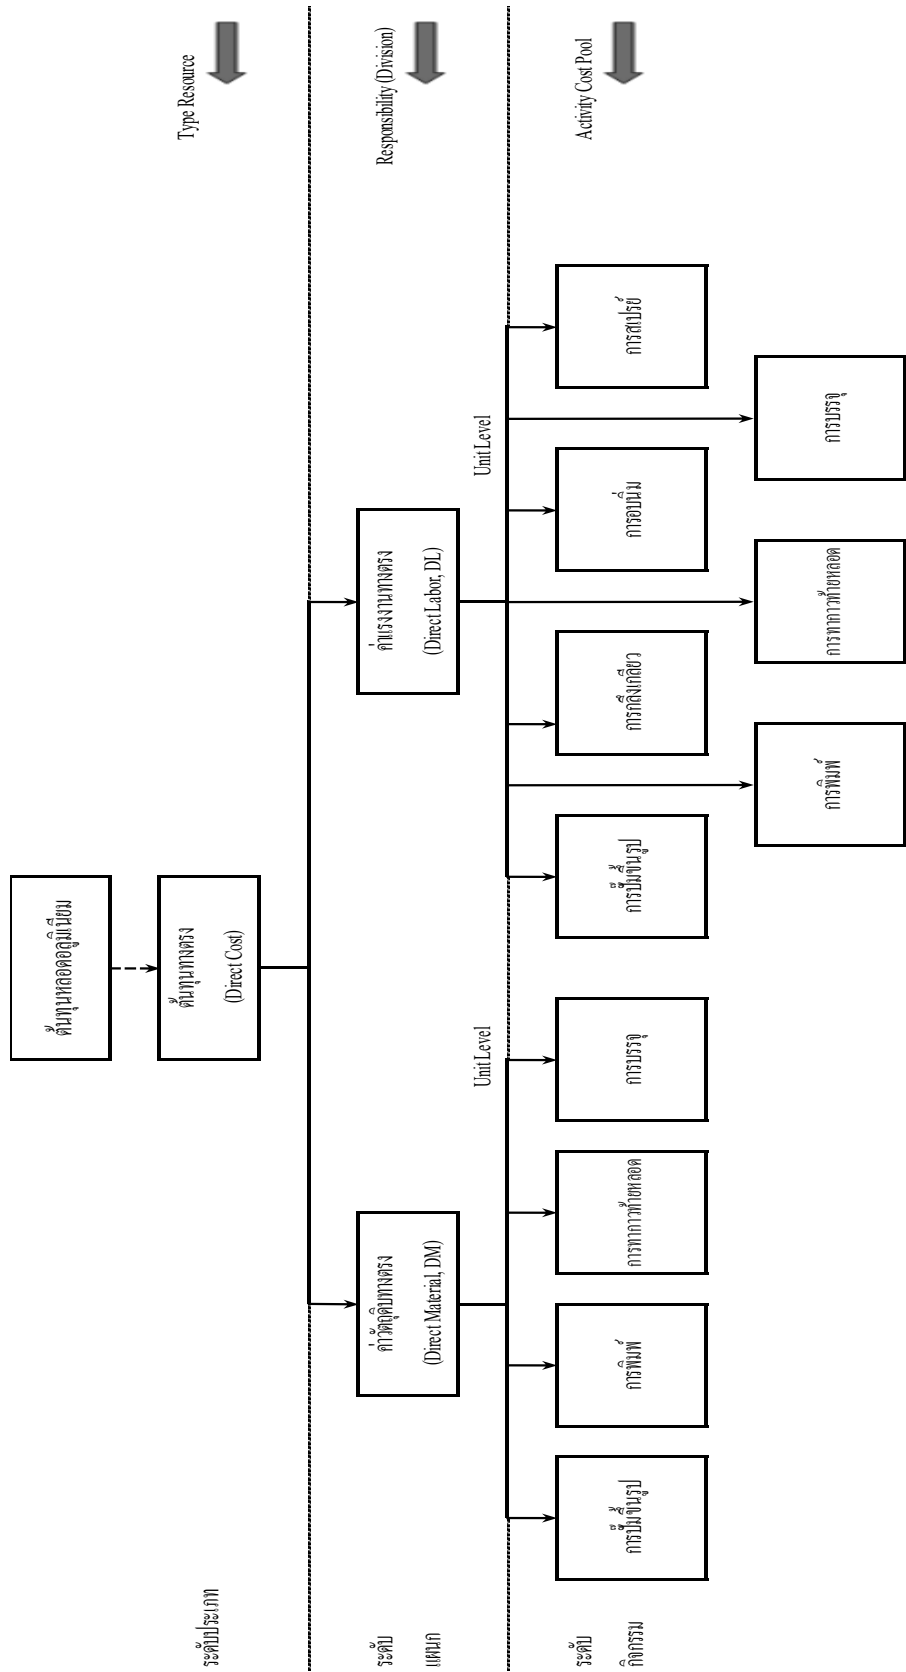 ต้นทุนหลอดอลูมิเนียม
ระดับประเภท
ต้นทุนทางตรง
(Direct Cost)
Type Resource
ระดับ
แผนก
ค่าวัตถุดิบทางตรง
(Direct Material, DM)
ค่าแรงงานทางตรง
(Direct Labor, DL)
Responsibility (Division)
Unit Level
Unit Level
ระดับ
กิจกรรม
การปั๊มขึ้นรูป
การพิมพ์
การทากาวท้ายหลอด
การบรรจุ
การปั๊มขึ้นรูป
การกลึงเกลียว
การอบนิ่ม
การสเปรย์
Activity Cost Pool
การพิมพ์
การทากาวท้ายหลอด
การบรรจุ